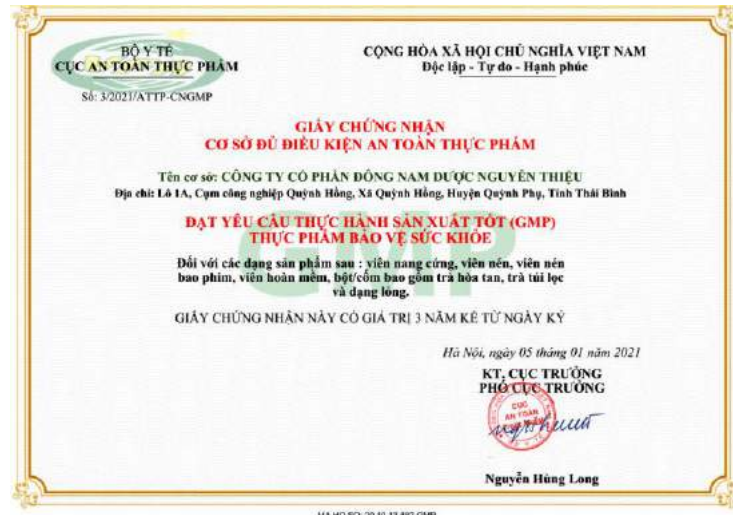 BỘ Y TẾ
CỤC AN TOÀN THỰC PHẨM
Số: 3/2021/ATTP-CNGMP
CỘNG HÒA XÃ HỘI CHỦ NGHĨA VIỆT NAM
Độc lập - Tự do - Hạnh phúc
GIẤY CHỨNG NHẬN
CƠ SỞ ĐỦ ĐIỀU KIỆN AN TOÀN THỰC PHẨM
Tên cơ sở: CÔNG TY CỔ PHẦN ĐÔNG NAM DƯỢC NGUYÊN THIỆU
Địa chỉ: Lô 1A, Cụm công nghiệp Quỳnh Hồng, Xã Quỳnh Hồng, Huyện Quỳnh Phụ, Tỉnh Thái Bình
GMP
ĐẠT YÊU CẦU THỰC HÀNH SẢN XUẤT TỐT (GMP)
THỰC PHẨM BẢO VỆ SỨC KHỎE
Đối với các dạng sản phẩm sau : viên nang cứng, viên nén, viên nén
bao phim, viên hoàn mềm, bột/cốm bao gồm trà hòa tan, trà túi lọc
và dạng lỏng.
GIẤY CHỨNG NHẬN NÀY CÓ GIÁ TRỊ 3 NĂM KỂ TỪ NGÀY KÝ
Hà Nội, ngày 05 tháng 01 năm 2021
KT. CỤC TRƯỞNG
PHÓ CỤC TRƯỞNG
CỤC
AN TOÀN
Nguyễn Hùng Long